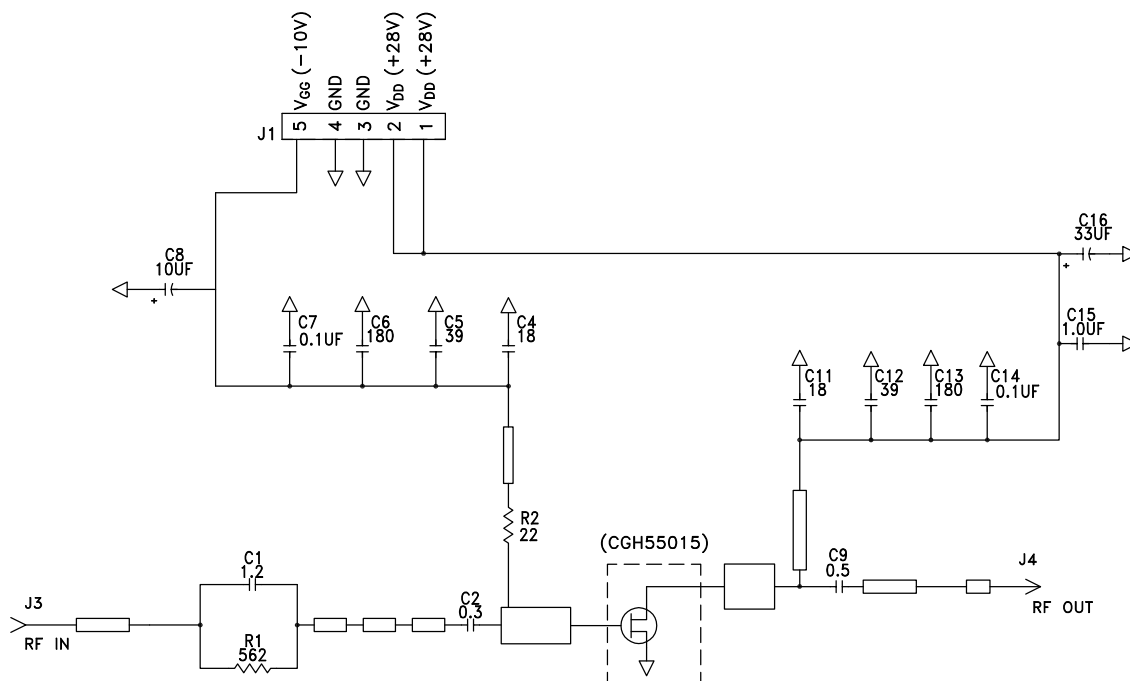 VGG (-10V)
GND
GND
VDD (+28V)
VDD (+28V)
J1
5
4
3
2
1
C16
33UF
+
C8
10UF
+
C7
0.1UF
C6
180
C5
39
C4
18
C15
1.0UF
C11
18
C12
39
C13
180
C14
0.1UF
R2
22
(CGH55015)
C1
1.2
C9
0.5
J4
RF OUT
J3
RF IN
C2
0.3
R1
562